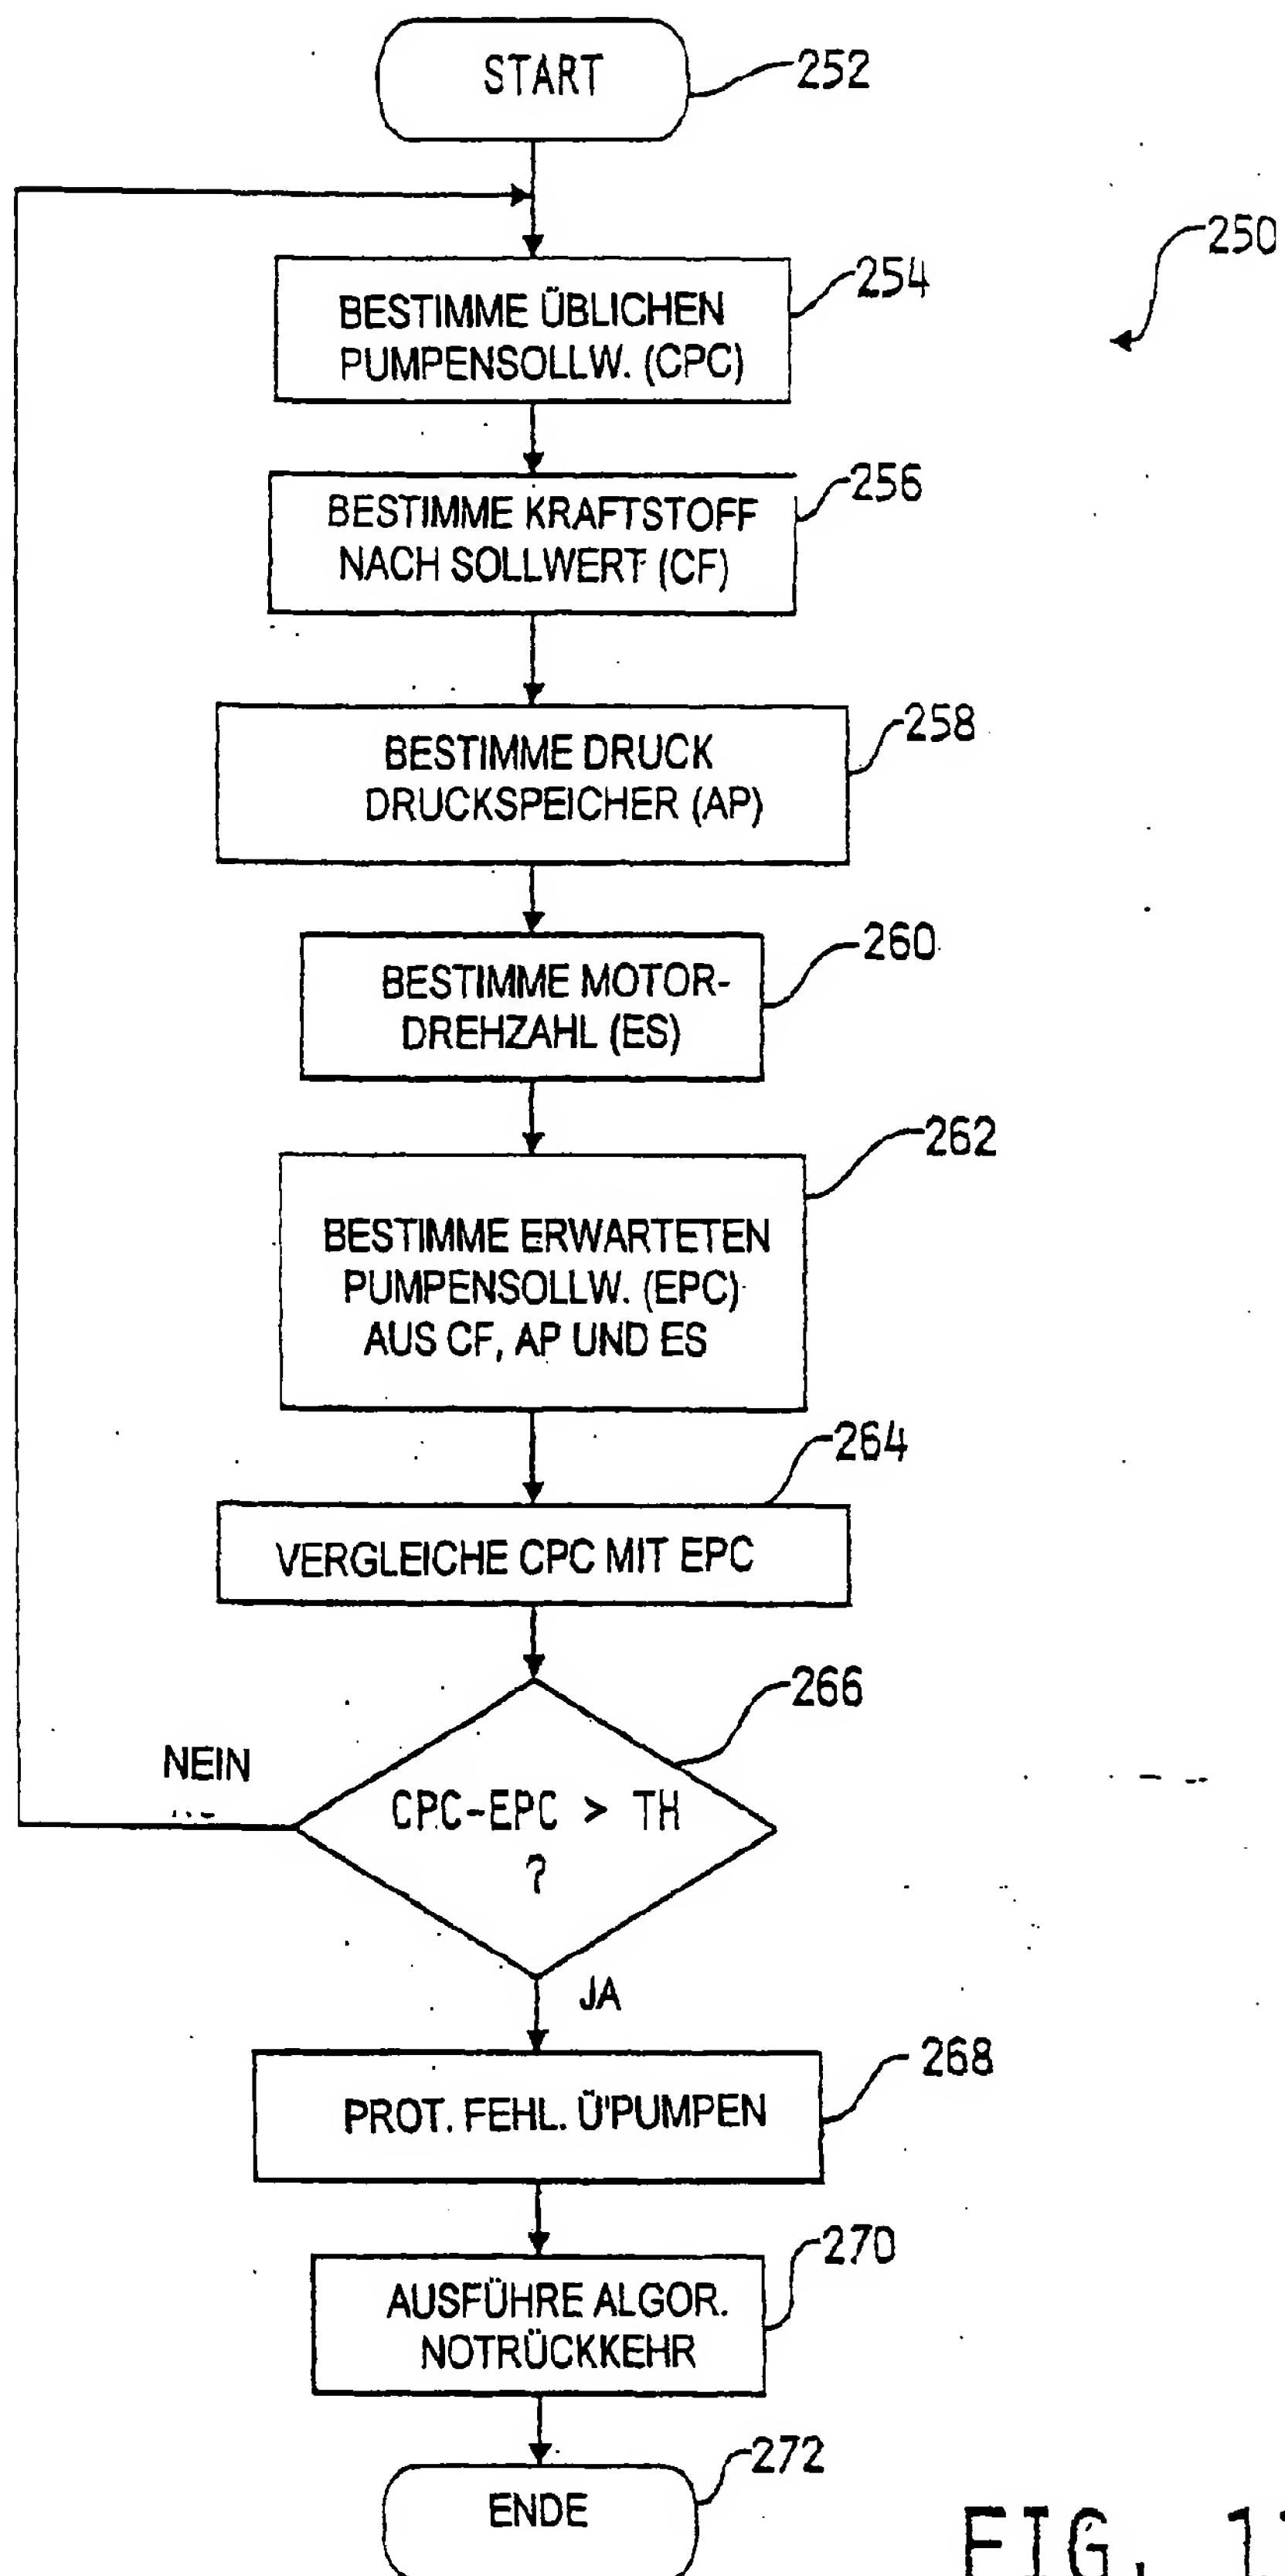 START
252
250
BESTIMME ÜBLICHEN
PUMPENSOLLW. (CPC)
254
BESTIMME KRAFTSTOFF
NACH SOLLWERT (CF)
256
BESTIMME DRUCK
DRUCKSPEICHER (AP)
258
BESTIMME MOTOR-
DREHZAHL (ES)
260
BESTIMME ERWARTETEN
PUMPENSOLLW. (EPC)
AUS CF, AP UND ES
262
VERGLEICHE CPC MIT EPC
264
CPC-EPC > TH
?
266
NEIN
JA
PROT. FEHL. Ü'PUMPEN
268
AUSFÜHRE ALGOR.
NOTRÜCKKEHR
270
ENDE
272
FIG.